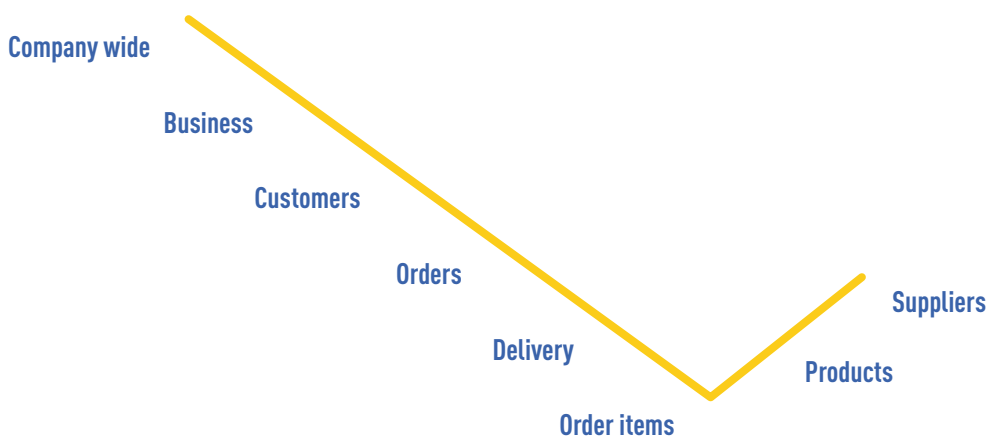 Company wide
Business
Customers
Orders
Delivery
Order items
Products
Suppliers